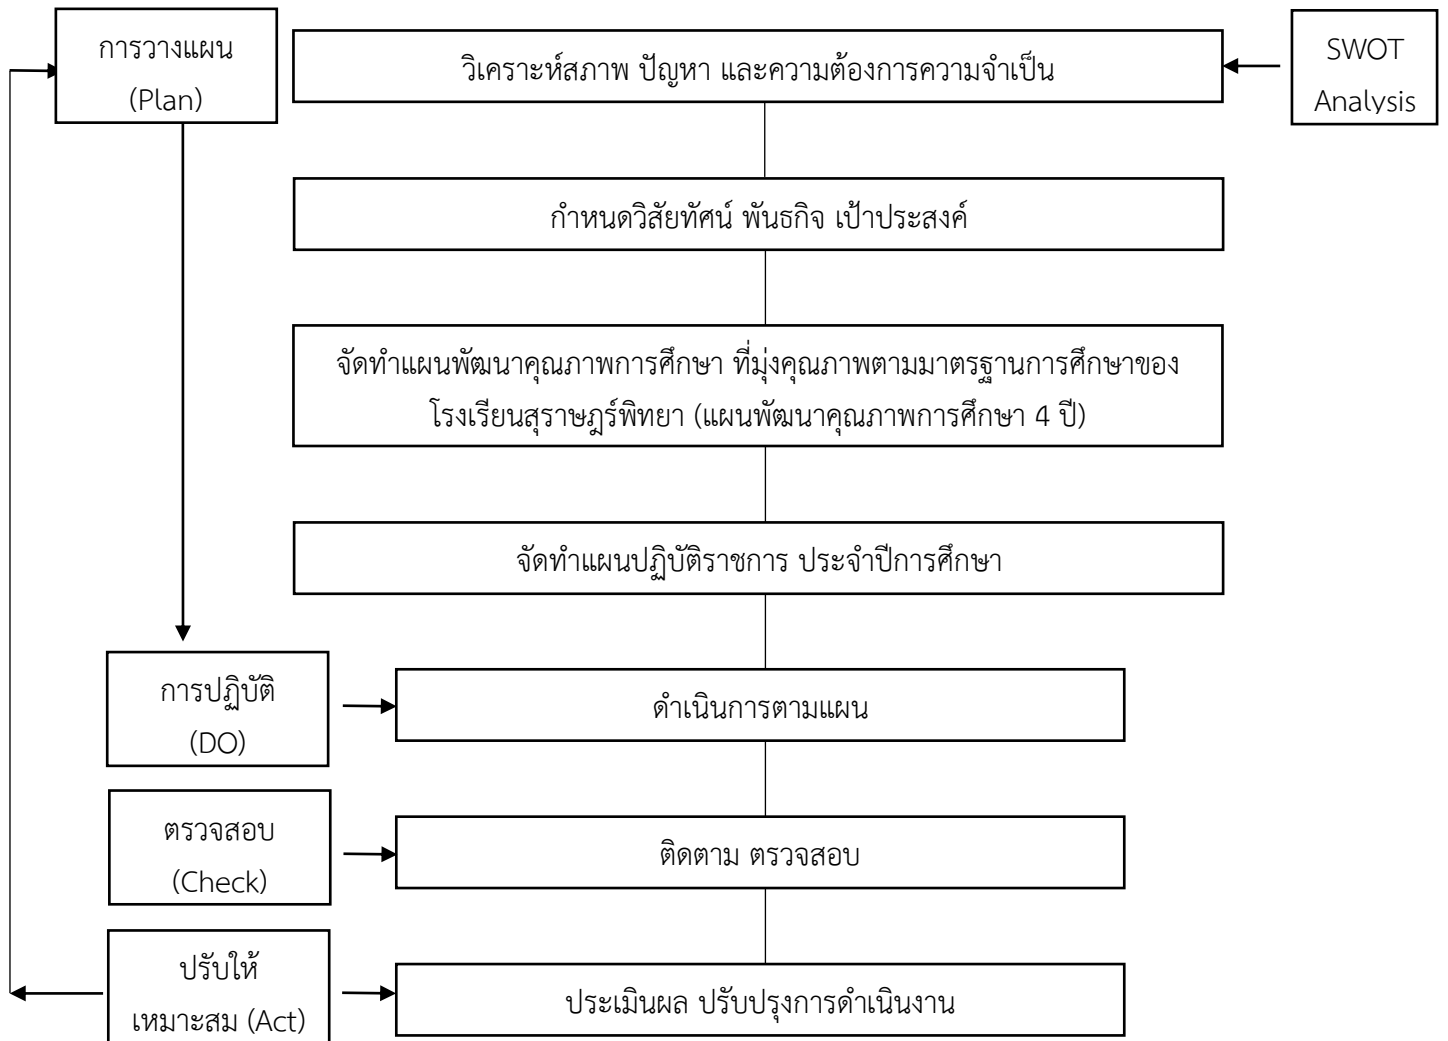 การวางแผน
(Plan)
วิเคราะห์สภาพ ปัญหา และความต้องการความจำเป็น
SWOT
Analysis
กำหนดวิสัยทัศน์ พันธกิจ เป้าประสงค์
จัดทำแผนพัฒนาคุณภาพการศึกษา ที่มุ่งคุณภาพตามมาตรฐานการศึกษาของ
โรงเรียนสุราษฎร์พิทยา (แผนพัฒนาคุณภาพการศึกษา 4 ปี)
จัดทำแผนปฏิบัติราชการ ประจำปีการศึกษา
การปฏิบัติ
(DO)
ดำเนินการตามแผน
ตรวจสอบ
(Check)
ติดตาม ตรวจสอบ
ปรับให้
เหมาะสม (Act)
ประเมินผล ปรับปรุงการดำเนินงาน